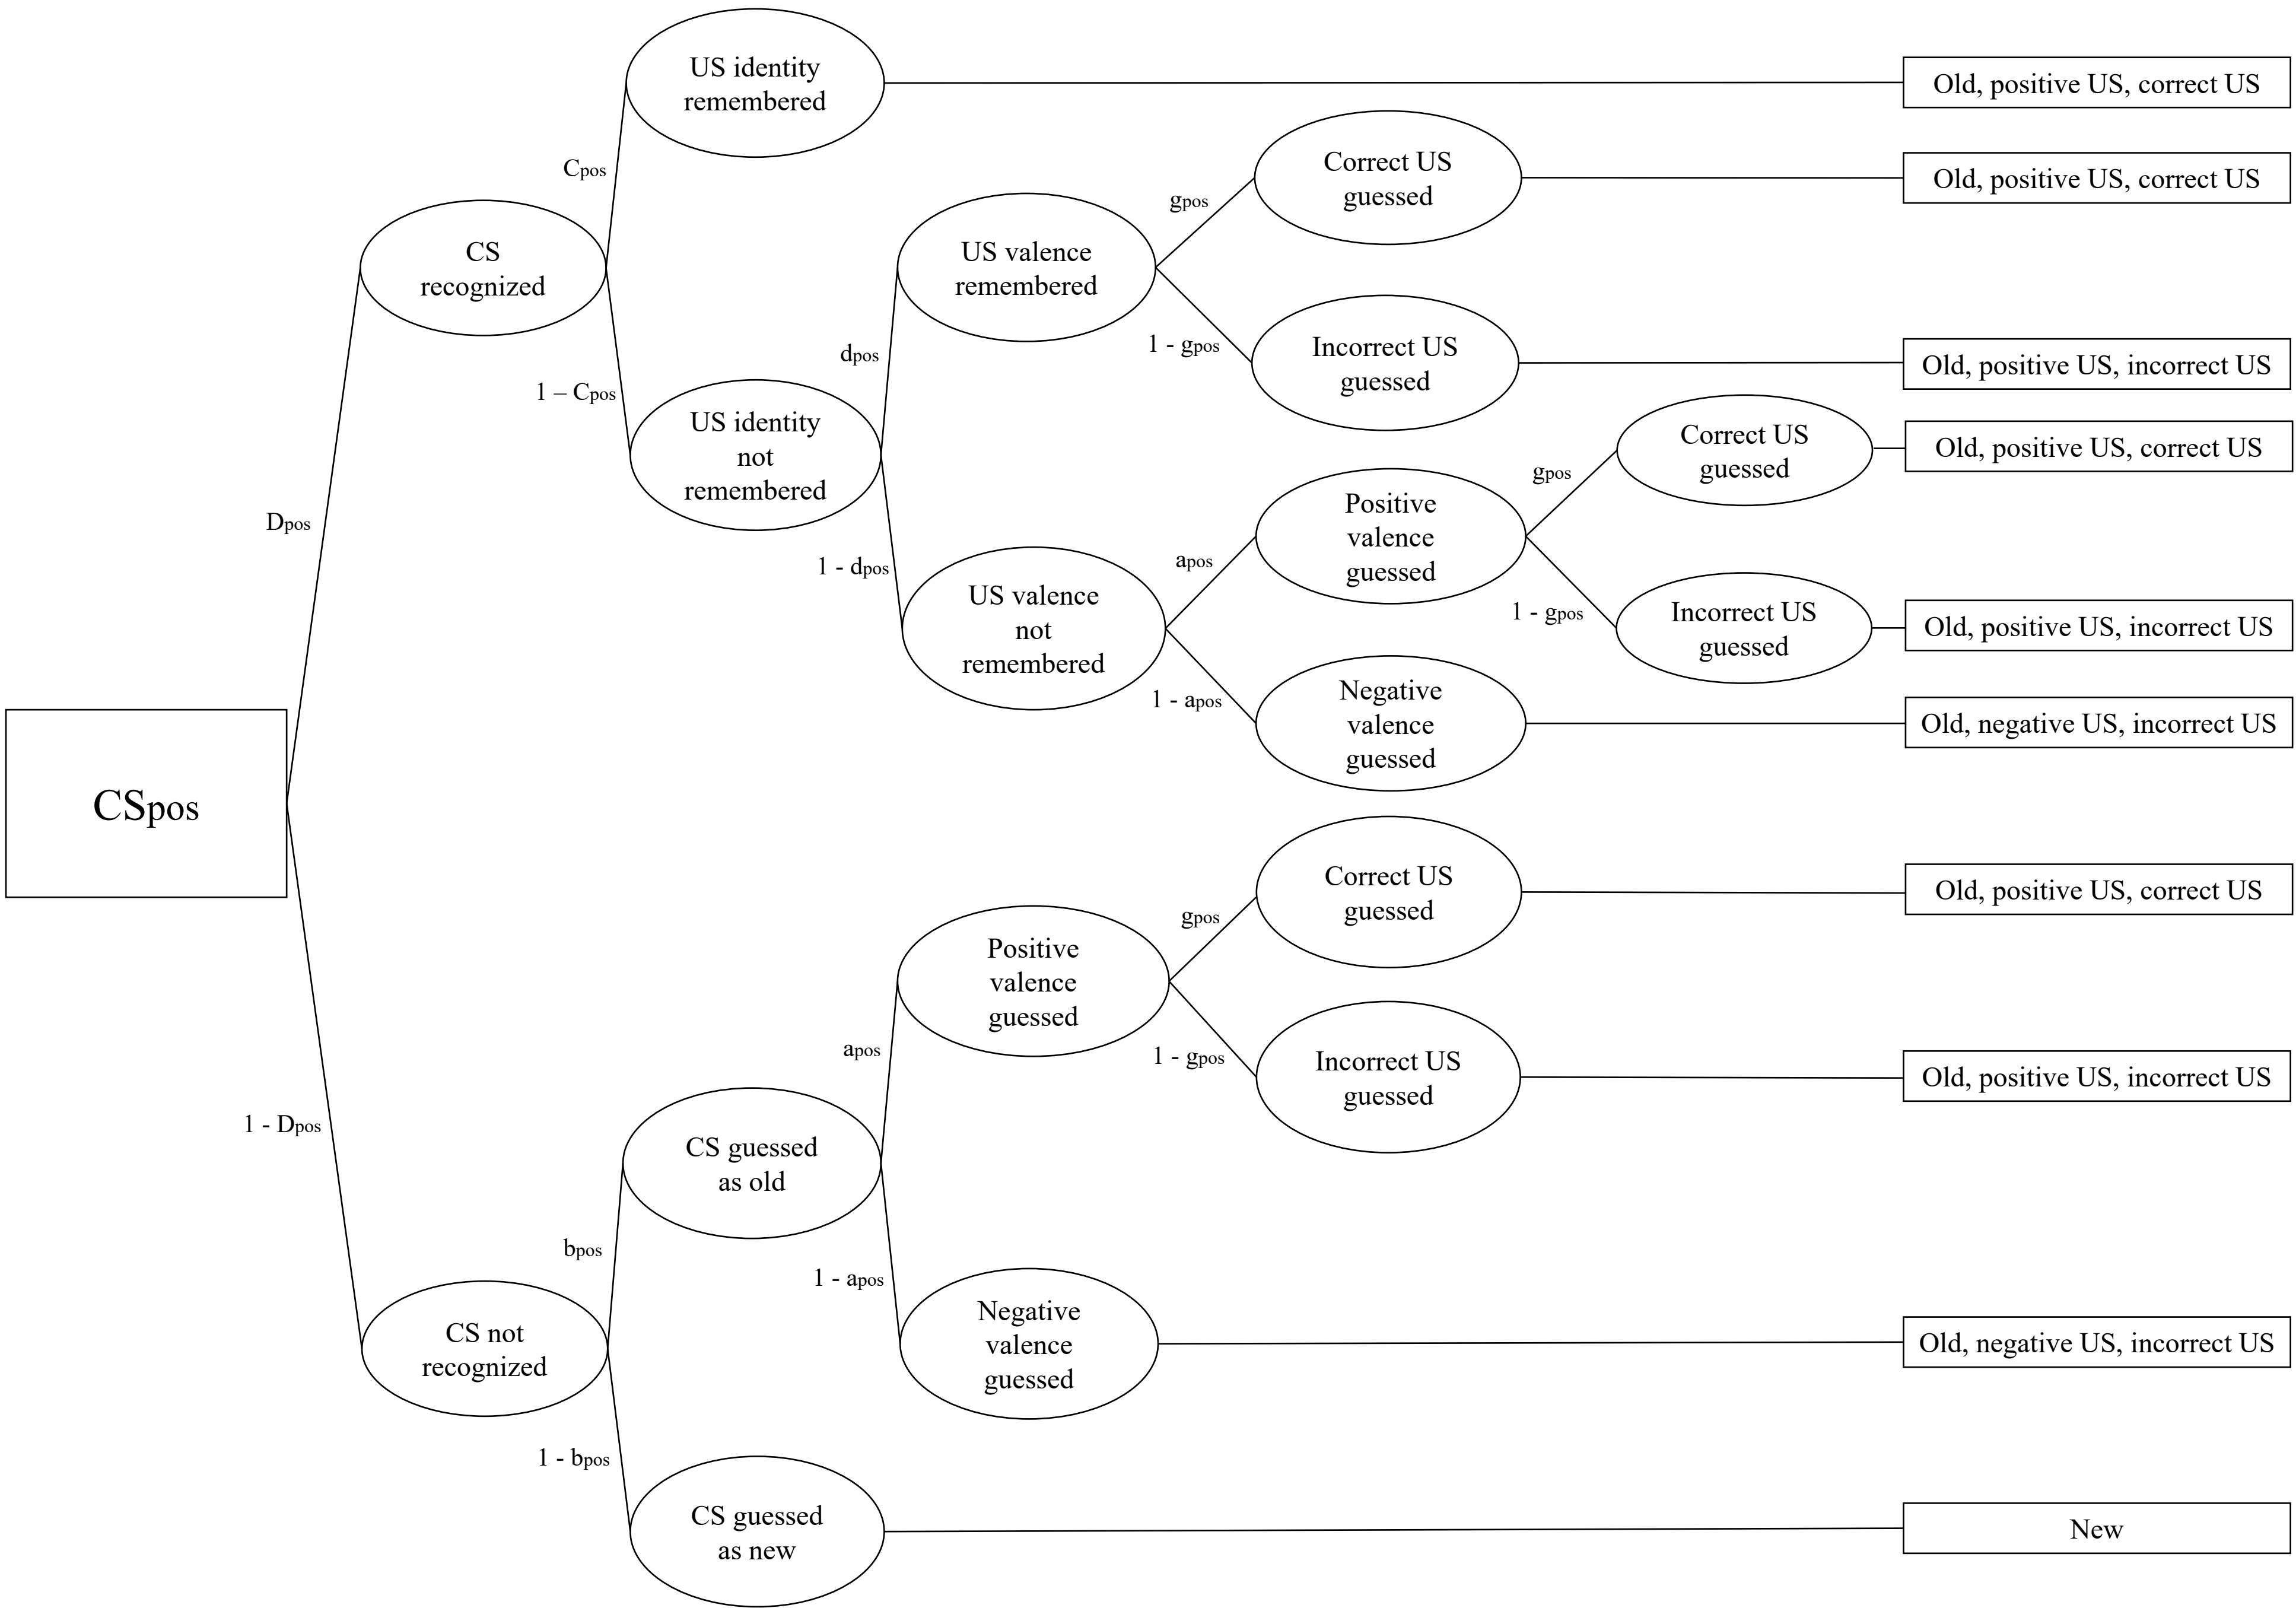 US identity
remembered
Old, positive US, correct US
Cpos
Correct US
guessed
Old, positive US, correct US
gpos
CS
recognized
US valence
remembered
1 - gpos
Incorrect US
guessed
Old, positive US, incorrect US
dpos
1 – Cpos
US identity
not
remembered
Correct US
guessed
Old, positive US, correct US
gpos
Positive
valence
guessed
Dpos
apos
1 - dpos
US valence
not
remembered
1 - gpos
Incorrect US
guessed
Old, positive US, incorrect US
1 - apos
Negative
valence
guessed
Old, negative US, incorrect US
CSpos
Correct US
guessed
Old, positive US, correct US
gpos
Positive
valence
guessed
apos
1 - gpos
Incorrect US
guessed
Old, positive US, incorrect US
1 - Dpos
CS guessed
as old
bpos
1 - apos
Negative
valence
guessed
Old, negative US, incorrect US
CS not
recognized
1 - bpos
CS guessed
as new
New